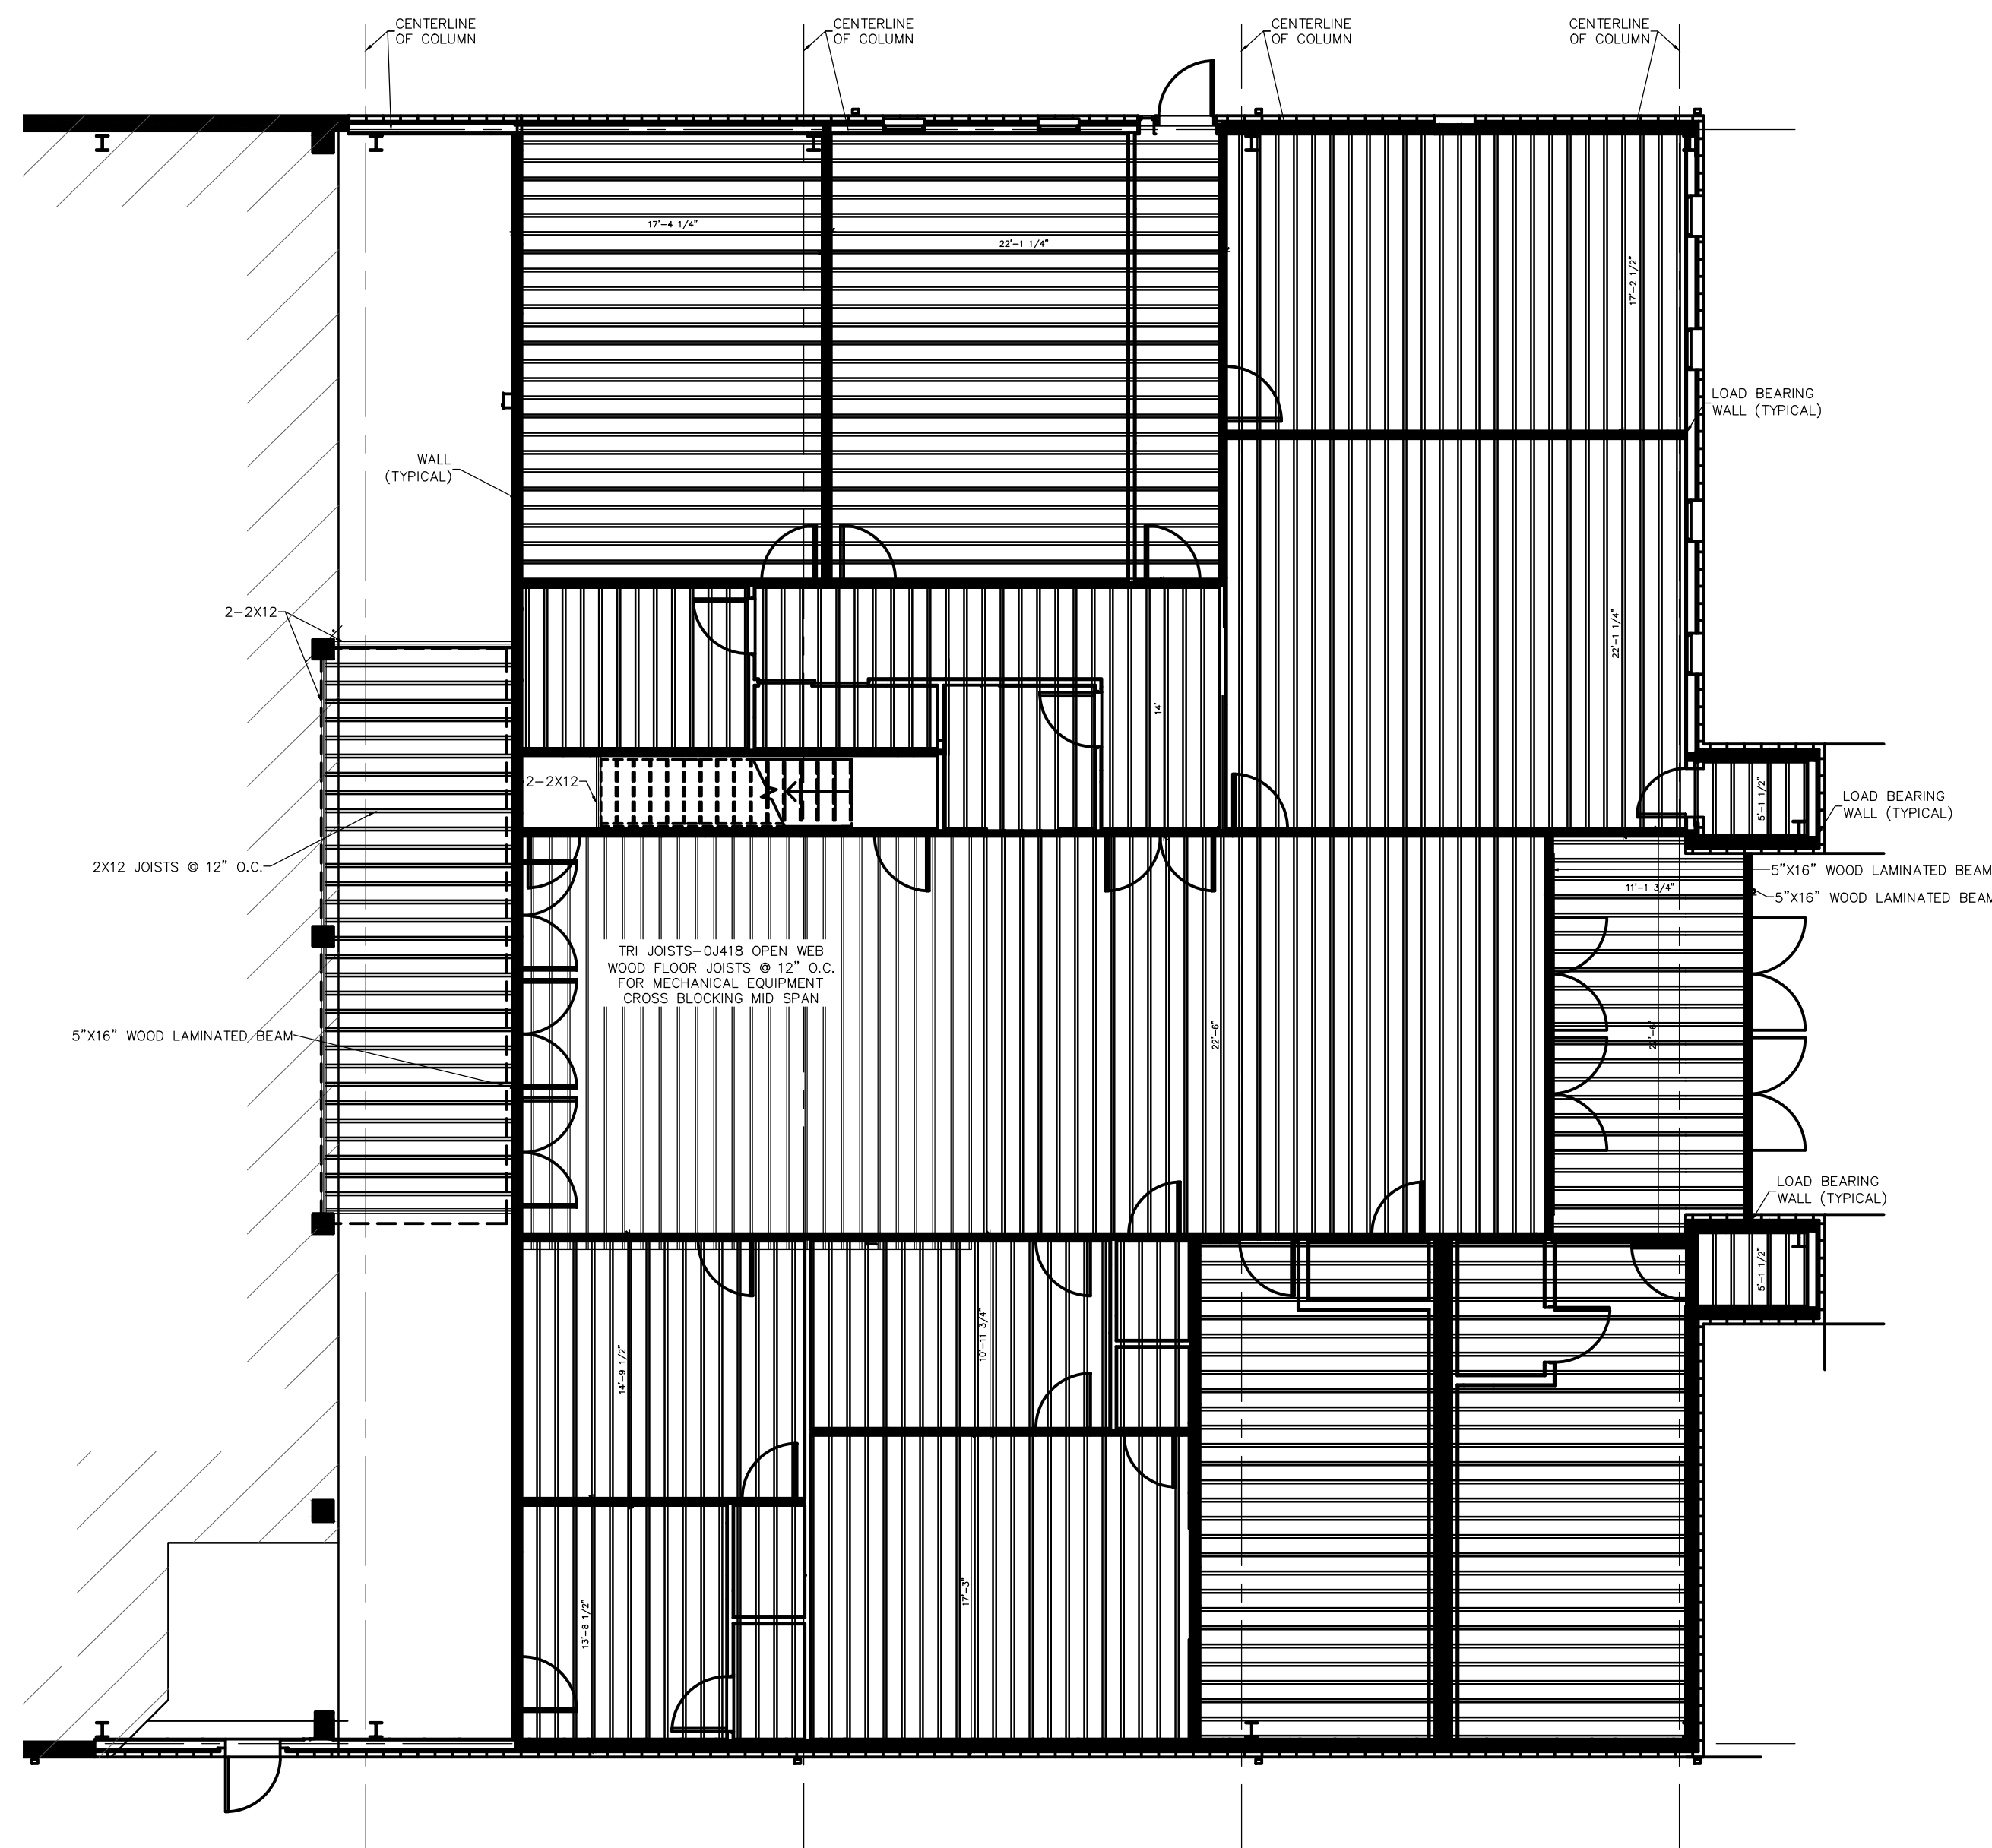 CENTERLINE
OF COLUMN
CENTERLINE
OF COLUMN
CENTERLINE
OF COLUMN
CENTERLINE
OF COLUMN
17'-4 1/4"
22'-1 1/4"
17'-2 1/2"
LOAD BEARING
WALL (TYPICAL)
WALL
(TYPICAL)
2-2X12
22'-1 1/4"
14'
2-2X12
5'-1 1/2"
LOAD BEARING
WALL (TYPICAL)
2X12 JOISTS @ 12" O.C.
5"X16" WOOD LAMINATED BEAM
11'-1 3/4"
5"X16" WOOD LAMINATED BEAM
TRI JOISTS-0J418 OPEN WEB
WOOD FLOOR JOISTS @ 12" O.C.
FOR MECHANICAL EQUIPMENT
CROSS BLOCKING MID SPAN
5"X16" WOOD LAMINATED BEAM
22'-6"
22'-6"
LOAD BEARING
WALL (TYPICAL)
5'-1 1/2"
14'-9 1/2"
10'-11 3/4"
13'-8 1/2"
17'-3"